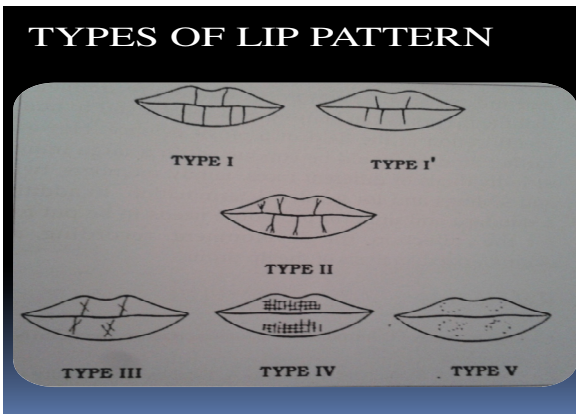 TYPES OF LIP PATTERN
TYPE I
TYPE I'
TYPE II
TYPE III
TYPE IV
TYPE V